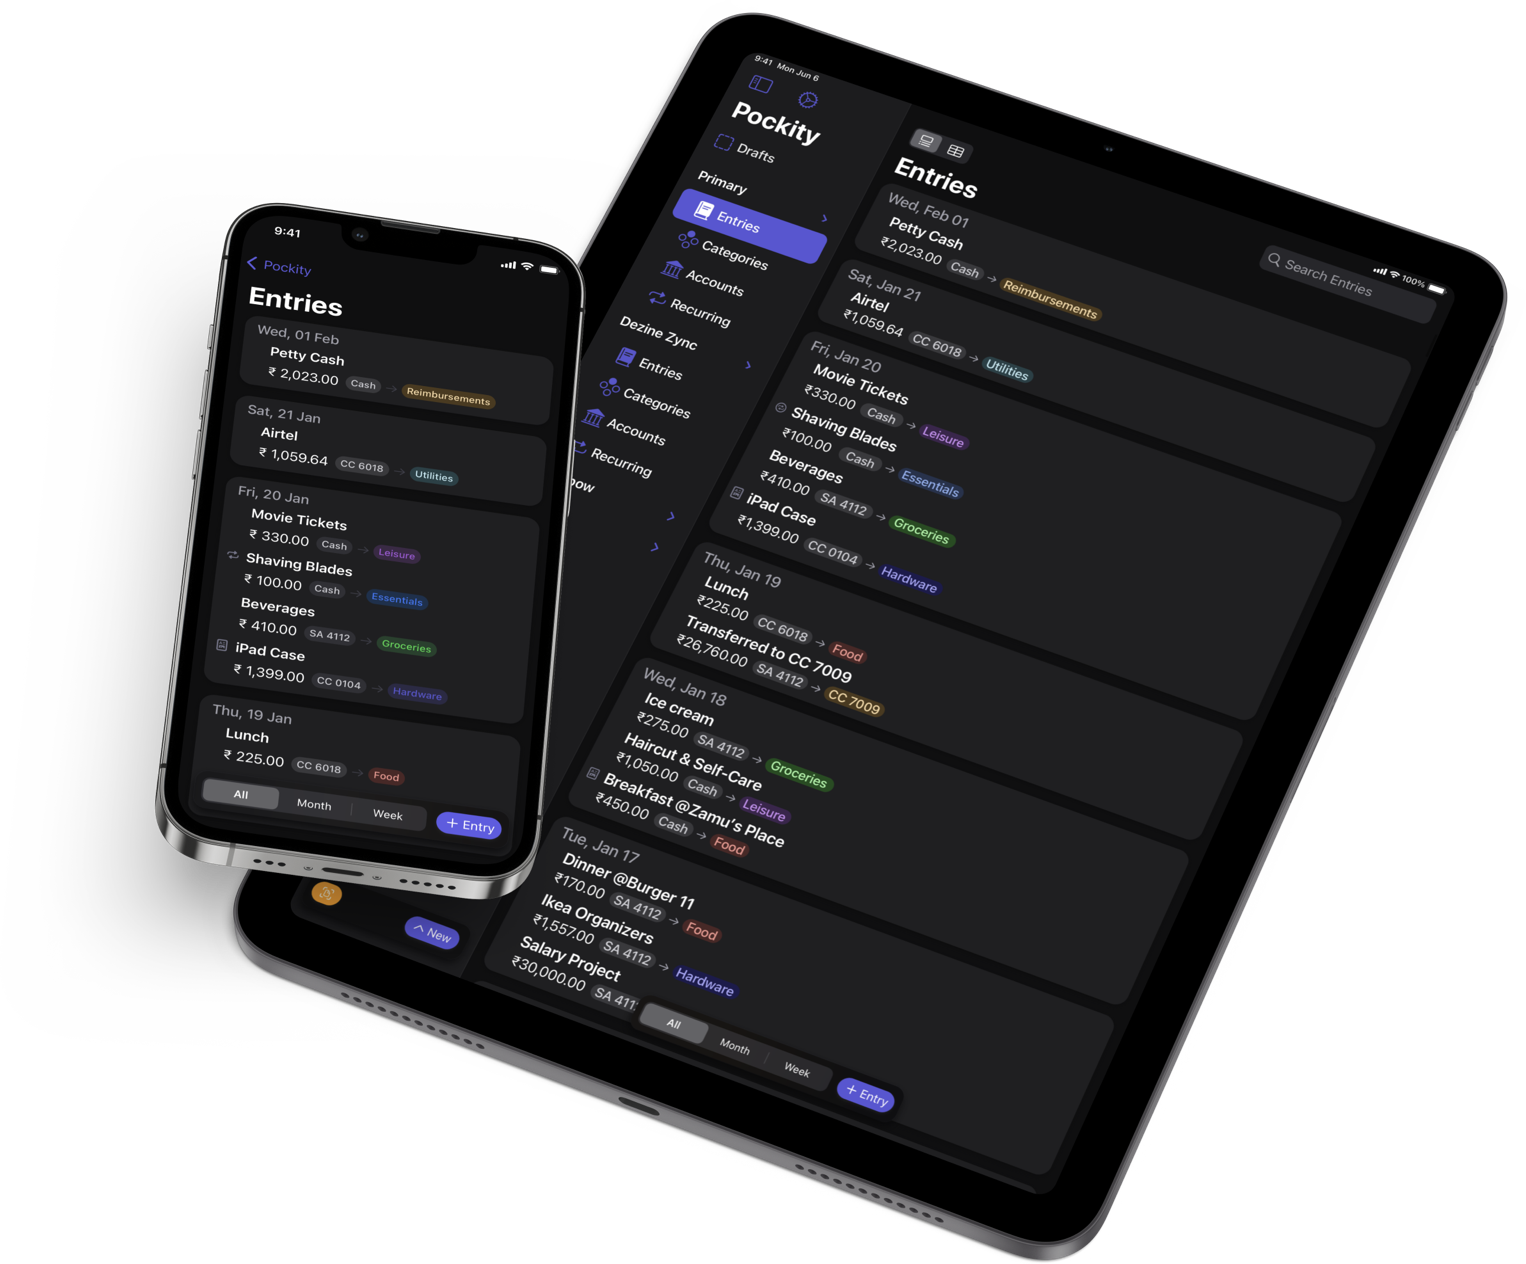 9:41
Pockity
Entries
Wed, 01 Feb
Petty Cash
₹ 2,023.00 Cash → Reimbursements
Sat, 21 Jan
Airtel
₹ 1,059.64 CC 6018 → Utilities
Fri, 20 Jan
Movie Tickets
₹ 330.00 Cash → Leisure
Shaving Blades
₹ 100.00 Cash → Essentials
Beverages
₹ 410.00 SA 4112 → Groceries
iPad Case
₹ 1,399.00 CC 0104 → Hardware
Thu, 19 Jan
Lunch
₹ 225.00 CC 6018 → Food
All Month Week + Entry
9:41 Mon Jun 6
100%
Pockity
Drafts
Primary
Entries
Categories
Accounts
Recurring
Dezine Zync
Entries
Categories
Accounts
Recurring
New
Entries
Search Entries
Wed, Feb 01
Petty Cash
₹2,023.00 Cash → Reimbursements
Sat, Jan 21
Airtel
₹1,059.64 CC 6018 → Utilities
Fri, Jan 20
Movie Tickets
₹330.00 Cash → Leisure
Shaving Blades
₹100.00 Cash → Essentials
Beverages
₹410.00 SA 4112 → Groceries
iPad Case
₹1,399.00 CC 0104 → Hardware
Thu, Jan 19
Lunch
₹225.00 CC 6018 → Food
Transferred to CC 7009
₹26,760.00 SA 4112 → CC 7009
Wed, Jan 18
Ice cream
₹275.00 SA 4112 → Groceries
Haircut & Self-Care
₹1,050.00 Cash → Leisure
Breakfast @Zamu's Place
₹450.00 Cash → Food
Tue, Jan 17
Dinner @Burger 11
₹170.00 SA 4112 → Food
Ikea Organizers
₹1,557.00 SA 4112 → Hardware
Salary Project
₹30,000.00 SA 411
All Month Week + Entry